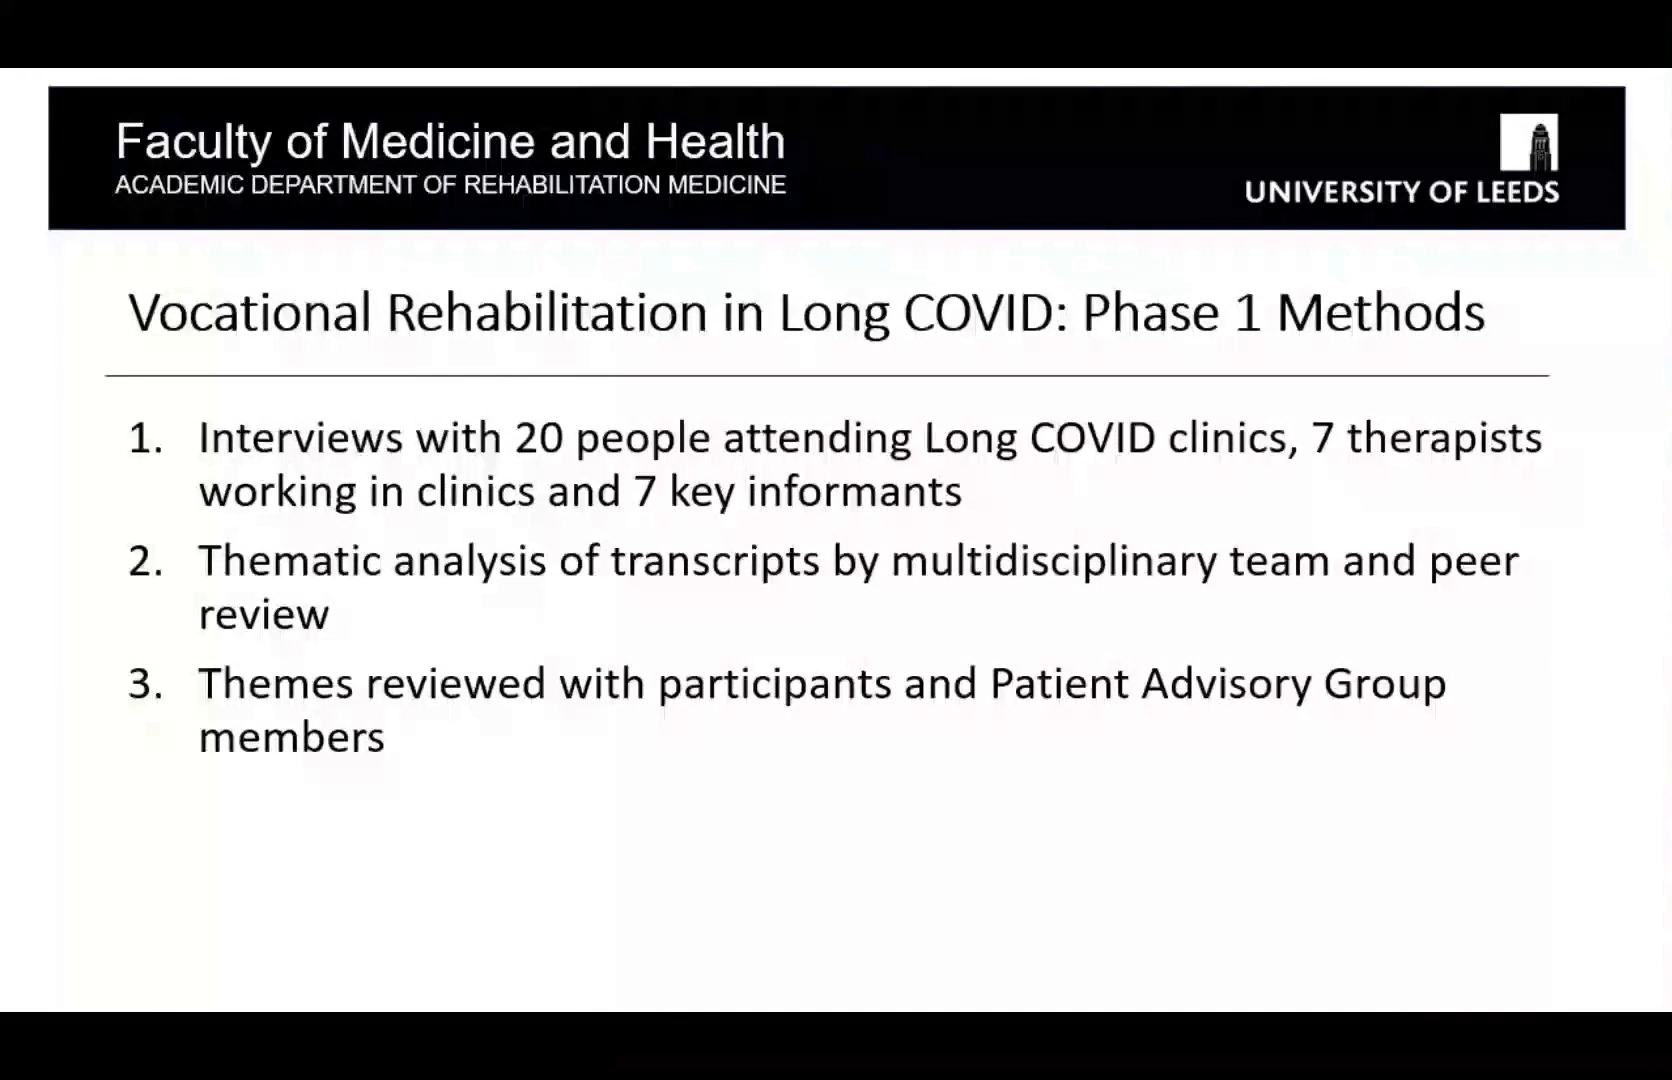 Faculty of Medicine and Health
ACADEMIC DEPARTMENT OF REHABILITATION MEDICINE
UNIVERSITY OF LEEDS
Vocational Rehabilitation in Long COVID: Phase 1 Methods
1. Interviews with 20 people attending Long COVID clinics, 7 therapists
working in clinics and 7 key informants
2. Thematic analysis of transcripts by multidisciplinary team and peer
review
3. Themes reviewed with participants and Patient Advisory Group
members